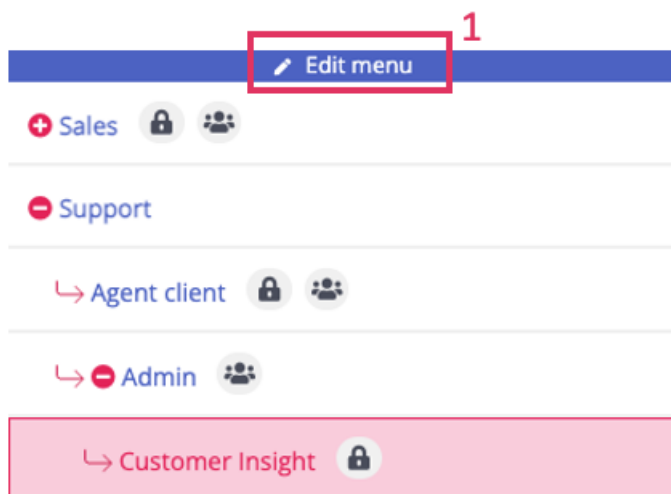 1
Edit menu
Sales
Support
Agent client
Admin
Customer Insight